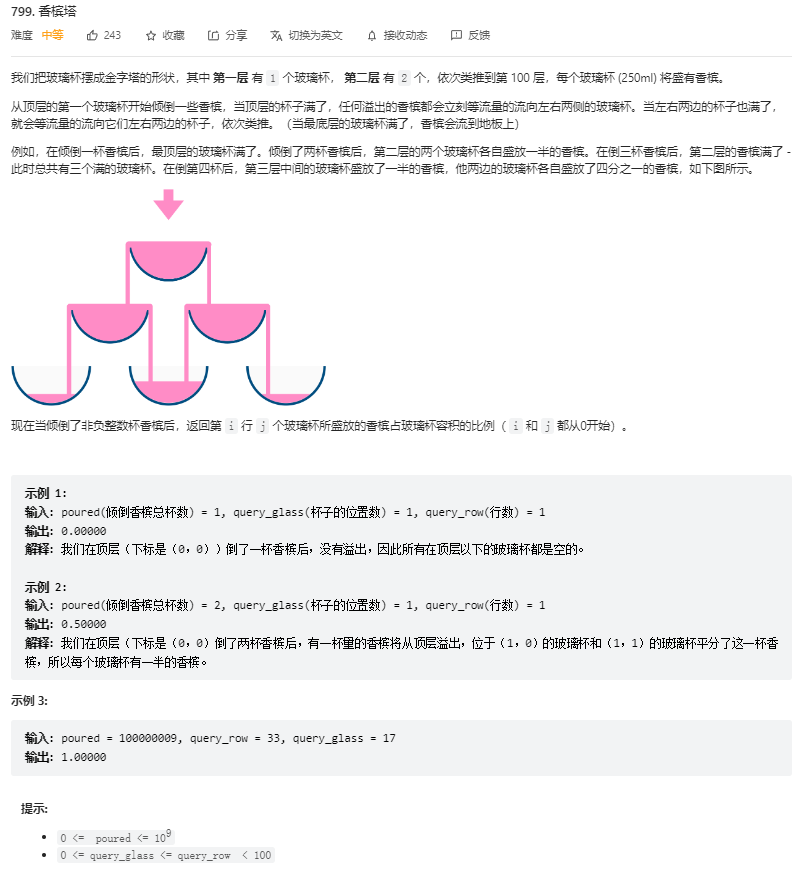 799. 香槟塔
难度 中等 243 收藏 分享 切换为英文 接收动态 反馈
我们把玻璃杯摆成金字塔的形状，其中 第一层 有 1 个玻璃杯， 第二层 有 2 个，依次类推到第 100 层，每个玻璃杯 (250ml) 将盛有香槟。
从顶层的第一个玻璃杯开始倾倒一些香槟，当顶层的杯子满了，任何溢出的香槟都会立刻等流量的流向左右两侧的玻璃杯。当左右两边的杯子也满了，
就会等流量的流向它们左右两边的杯子，依次类推。（当最底层的玻璃杯满了，香槟会流到地板上）
例如，在倾倒一杯香槟后，最顶层的玻璃杯满了。倾倒了两杯香槟后，第二层的两个玻璃杯各自盛放一半的香槟。在倒三杯香槟后，第二层的香槟满了 -
此时总共有三个满的玻璃杯。在倒第四杯后，第三层中间的玻璃杯盛放了一半的香槟，他两边的玻璃杯各自盛放了四分之一的香槟，如下图所示。
现在当倾倒了非负整数杯香槟后，返回第 i 行 j 个玻璃杯所盛放的香槟占玻璃杯容积的比例（ i 和 j 都从0开始）。
示例 1:
输入: poured(倾倒香槟总杯数) = 1, query_glass(杯子的位置数) = 1, query_row(行数) = 1
输出: 0.00000
解释: 我们在顶层（下标是（0，0））倒了一杯香槟后，没有溢出，因此所有在顶层以下的玻璃杯都是空的。
示例 2:
输入: poured(倾倒香槟总杯数) = 2, query_glass(杯子的位置数) = 1, query_row(行数) = 1
输出: 0.50000
解释: 我们在顶层（下标是（0，0）倒了两杯香槟后，有一杯量的香槟将从顶层溢出，位于（1，0）的玻璃杯和（1，1）的玻璃杯平分了这一杯香
槟，所以每个玻璃杯有一半的香槟。
示例 3:
输入: poured = 100000009, query_row = 33, query_glass = 17
输出: 1.00000
提示:
0 <= poured <= 10⁹
0 <= query_glass <= query_row < 100